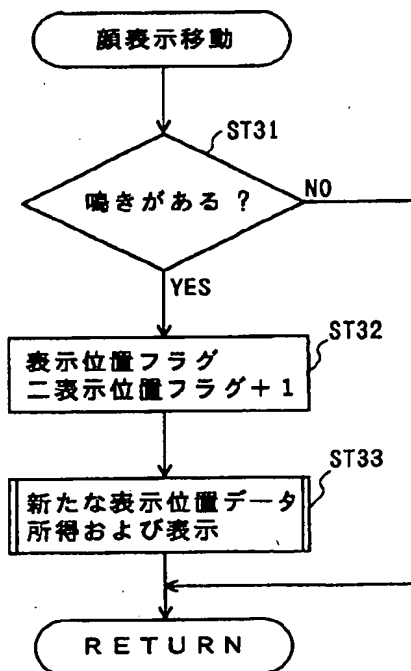 顔表示移動
ST31
鳴きがある？
NO
YES
ST32
表示位置フラグ
二表示位置フラグ＋1
ST33
新たな表示位置データ
所得および表示
RETURN